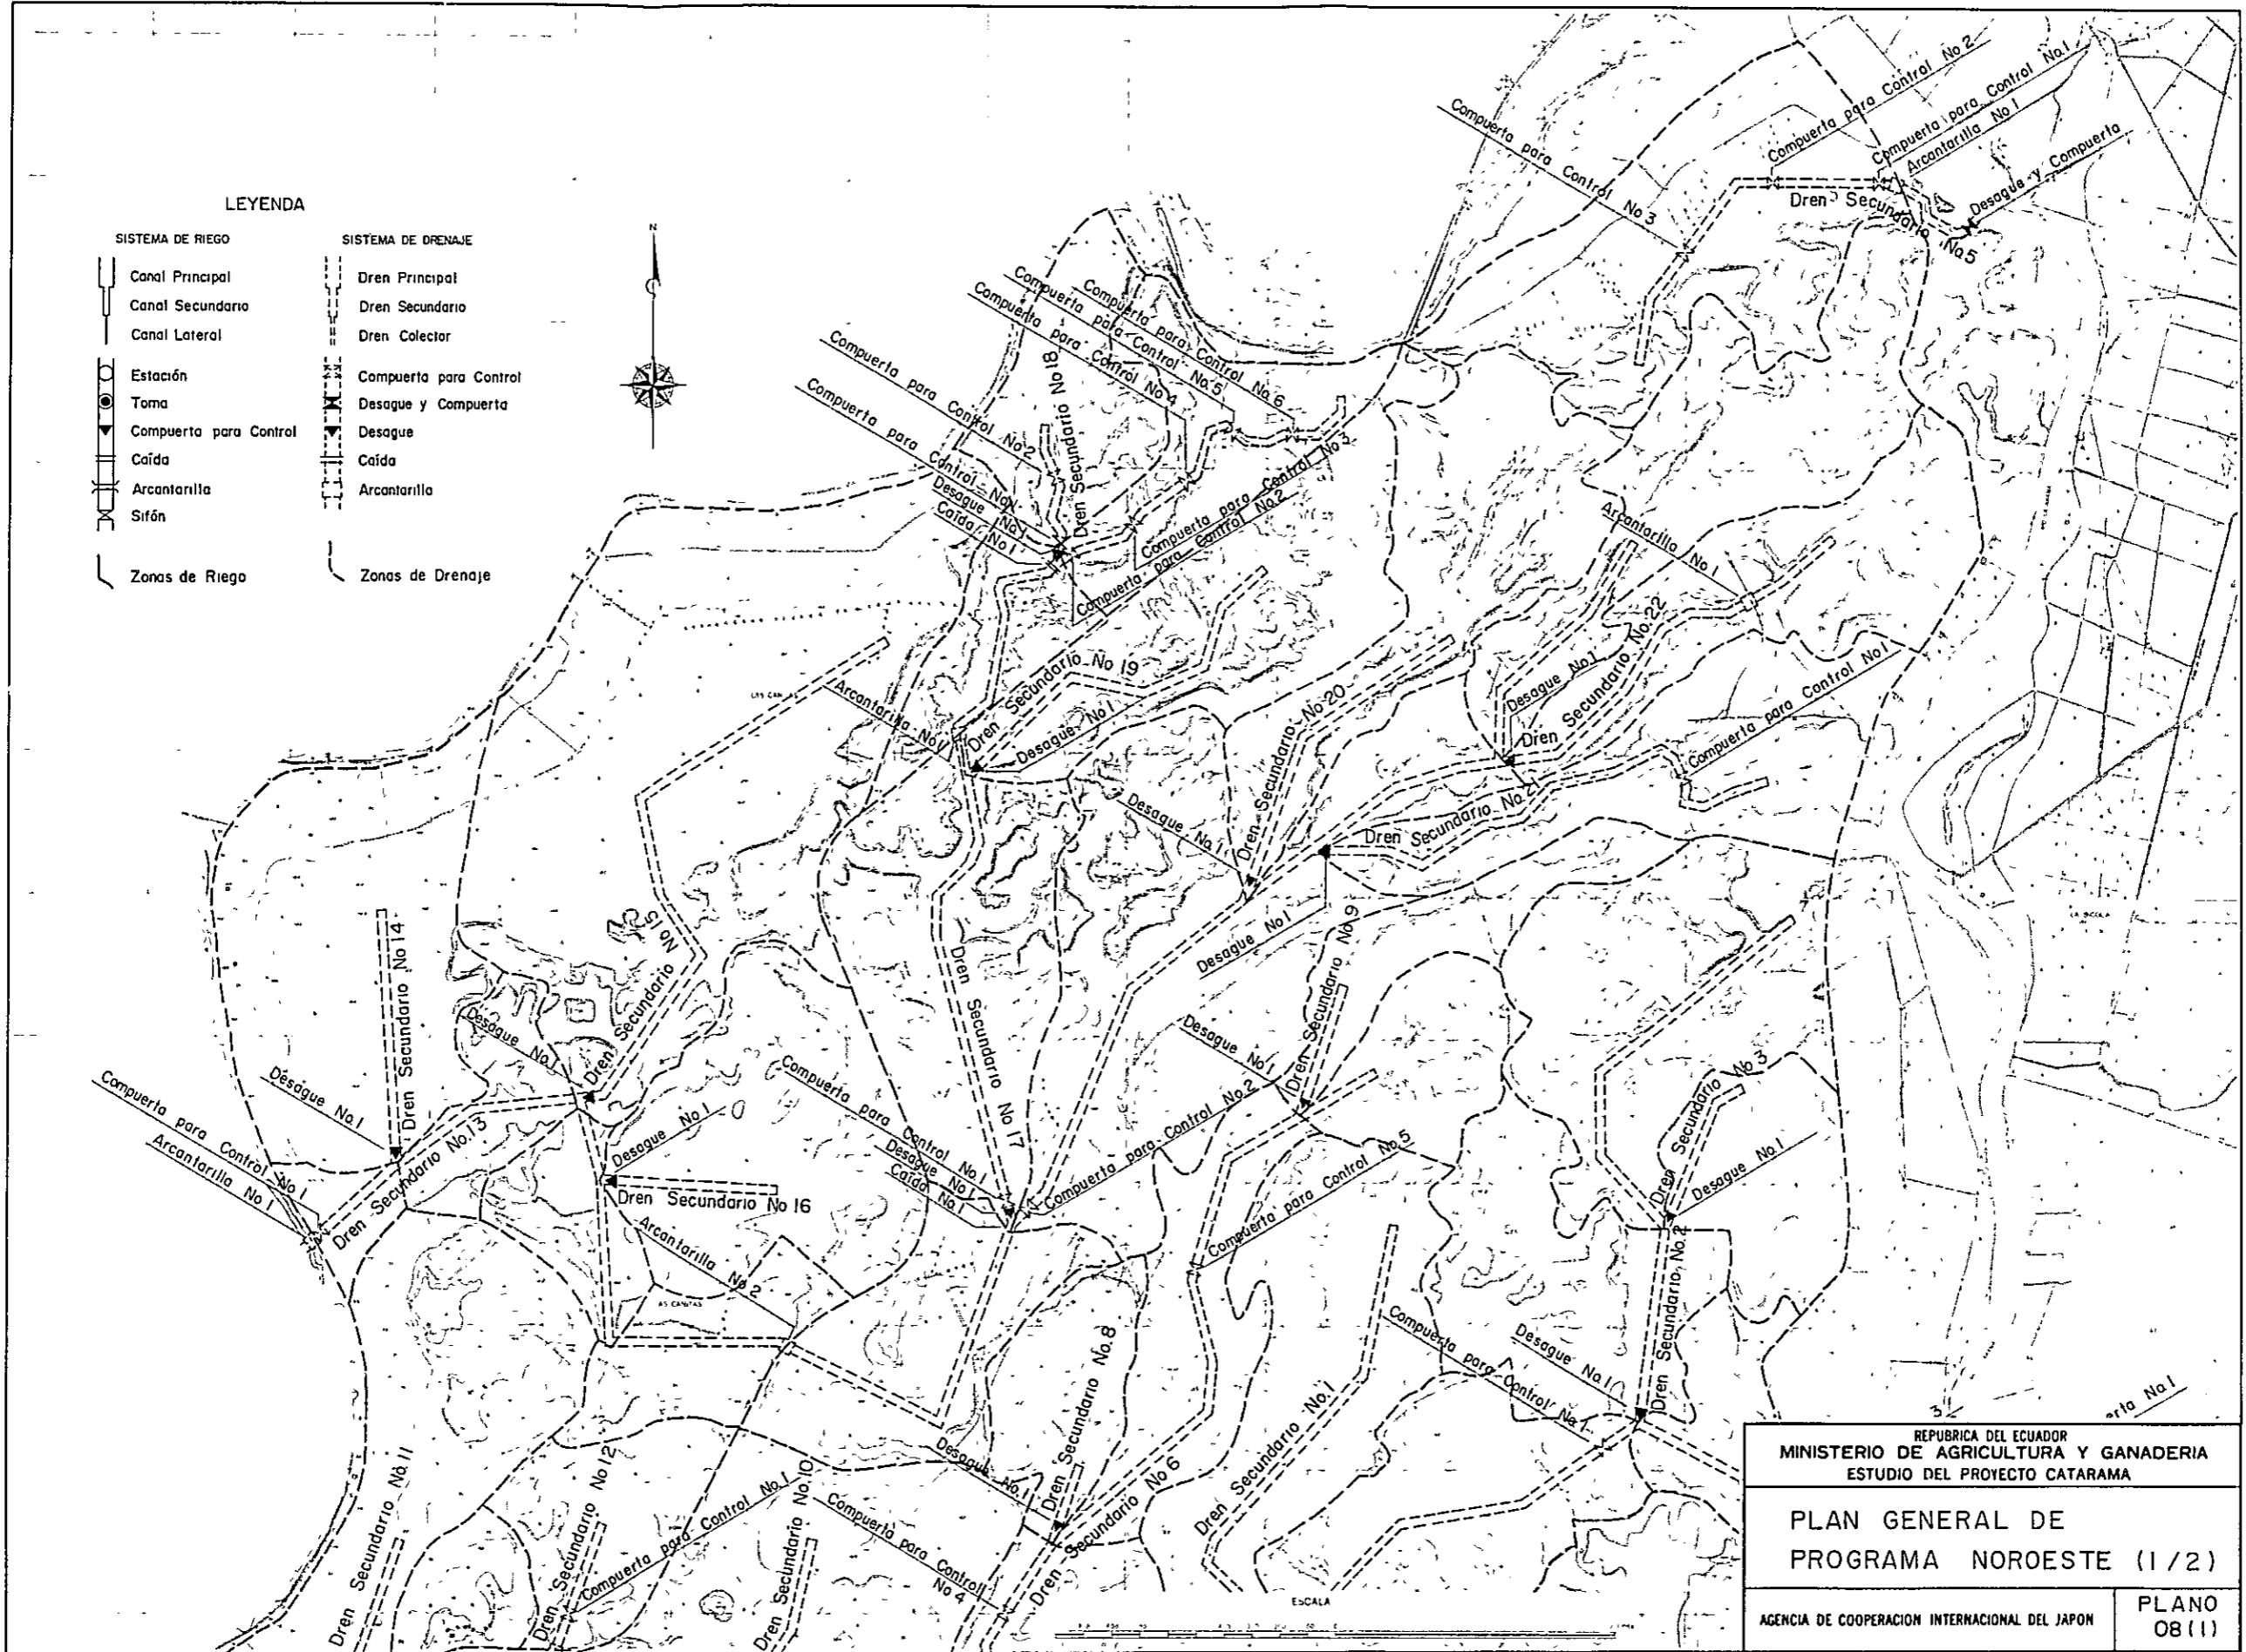 LEYENDA
SISTEMA DE RIEGO
Canal Principal
Canal Secundario
Canal Lateral
Estación
Toma
Compuerta para Control
Caída
Arcantarilla
Sifón
Zonas de Riego
SISTEMA DE DRENAJE
Dren Principal
Dren Secundario
Dren Colector
Compuerta para Control
Desague y Compuerta
Desague
Caída
Arcantarilla
Zonas de Drenaje
N
Compuerta para Control No 2
Compuerta para Control No.1
Arcantarilla No 1
Desague y Compuerta
Compuerta para Control No 3
Dren Secundario No.5
Compuerta para Control No.6
Compuerta para Control No.5
Compuerta para Control No 4
Compuerta para Control No 2
Compuerta para Control No.1
Desague No.1
Caída No 1
Dren Secundario No 18
Compuerta para Control No 3
Compuerta para Control No.2
Arcantarilla No 1
Dren Secundario No 19
Desague No 1
Arcantarilla No 1
Dren Secundario No 20
Desague No.1
Dren Secundario No.22
Desague No.1
Compuerta para Control No 1
Dren Secundario No.21
Desague No.1
Dren Secundario No 14
Dren Secundario No 15
Desague No.1
Desague No.1
Compuerta para Control No 1
Arcantarilla No 1
Dren Secundario No.13
Desague No.1
Dren Secundario No 16
Arcantarilla No 2
AS CANITAS
Dren Secundario No 17
Compuerta para Control No.1
Desague No.1
Caída No.1
Compuerta para Control No.2
Desague No.1
Dren Secundario No.9
Compuerta para Control No.5
Dren Secundario No 3
Desague No.1
Dren Secundario No.2
Desague No.1
Compuerta para Control No.1
Dren Secundario No.1
Dren Secundario No.8
Desague No.1
Dren Secundario No 6
Compuerta para Control No 4
Dren Secundario No.10
Compuerta para Control No.1
Dren Secundario No 12
Dren Secundario No.11
erta No.1
3
ESCALA
REPUBRICA DEL ECUADOR
MINISTERIO DE AGRICULTURA Y GANADERIA
ESTUDIO DEL PROYECTO CATARAMA
PLAN GENERAL DE
PROGRAMA NOROESTE (1/2)
AGENCIA DE COOPERACION INTERNACIONAL DEL JAPON
PLANO
08(1)